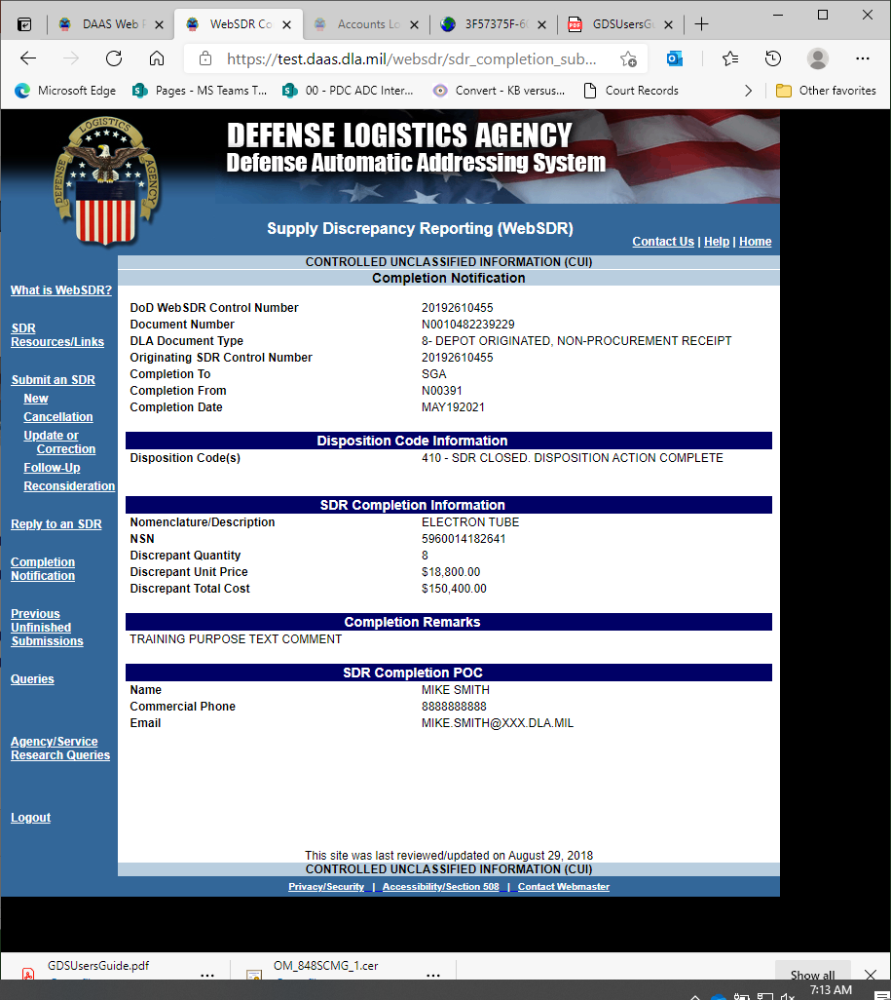 DAAS Web
WebSDR Co
Accounts Lo
3F57375F-6
GDSUsersGu
https://test.daas.dla.mil/websdr/sdr_completion_sub...
Microsoft Edge
Pages - MS Teams T...
00 - PDC ADC Inter...
Convert - KB versus...
Court Records
Other favorites
DEFENSE LOGISTICS AGENCY
DEFENSE LOGISTICS AGENCY
Defense Automatic Addressing System
Supply Discrepancy Reporting (WebSDR)
Contact Us | Help | Home
CONTROLLED UNCLASSIFIED INFORMATION (CUI)
Completion Notification
What is WebSDR?
SDR
Resources/Links
Submit an SDR
New
Cancellation
Update or
Correction
Follow-Up
Reconsideration
Reply to an SDR
Completion
Notification
Previous
Unfinished
Submissions
Queries
Agency/Service
Research Queries
Logout
DoD WebSDR Control Number 20192610455
Document Number N0010482239229
DLA Document Type 8- DEPOT ORIGINATED, NON-PROCUREMENT RECEIPT
Originating SDR Control Number 20192610455
Completion To SGA
Completion From N00391
Completion Date MAY192021
Disposition Code Information
Disposition Code(s) 410 - SDR CLOSED. DISPOSITION ACTION COMPLETE
SDR Completion Information
Nomenclature/Description ELECTRON TUBE
NSN 5960014182641
Discrepant Quantity 8
Discrepant Unit Price $18,800.00
Discrepant Total Cost $150,400.00
Completion Remarks
TRAINING PURPOSE TEXT COMMENT
SDR Completion POC
Name MIKE SMITH
Commercial Phone 8888888888
Email MIKE.SMITH@XXX.DLA.MIL
This site was last reviewed/updated on August 29, 2018
CONTROLLED UNCLASSIFIED INFORMATION (CUI)
Privacy/Security | Accessibility/Section 508 | Contact Webmaster
GDSUsersGuide.pdf
OM_848SCMG_1.cer
Show all
7:13 AM